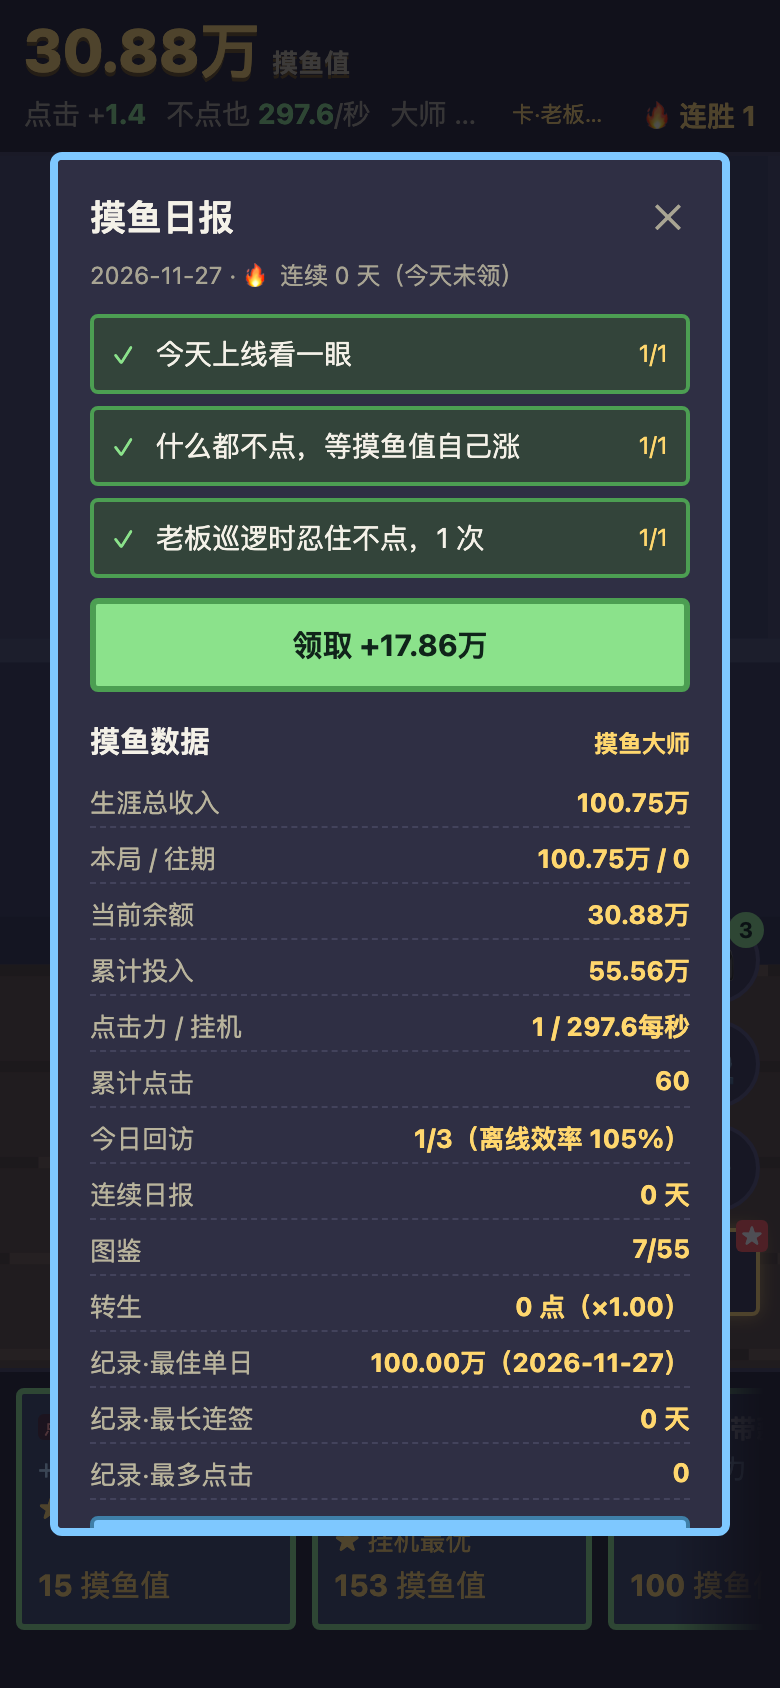 30.88万 摸鱼值
点击 +1.4 不点也 297.6/秒 大师 ... 卡·老板... 🔥 连胜 1
摸鱼日报
2026-11-27 · 🔥 连续 0 天（今天未领）
✓ 今天上线看一眼 1/1
✓ 什么都不点，等摸鱼值自己涨 1/1
✓ 老板巡逻时忍住不点，1 次 1/1
领取 +17.86万
摸鱼数据 摸鱼大师
生涯总收入 100.75万
本局 / 往期 100.75万 / 0
当前余额 30.88万
3
累计投入 55.56万
点击力 / 挂机 1 / 297.6每秒
累计点击 60
今日回访 1/3（离线效率 105%）
连续日报 0 天
图鉴 7/55
转生 0 点（×1.00）
纪录·最佳单日 100.00万（2026-11-27）
纪录·最长连签 0 天
纪录·最多点击 0
★ 挂机最优
15 摸鱼值 153 摸鱼值 100 摸鱼